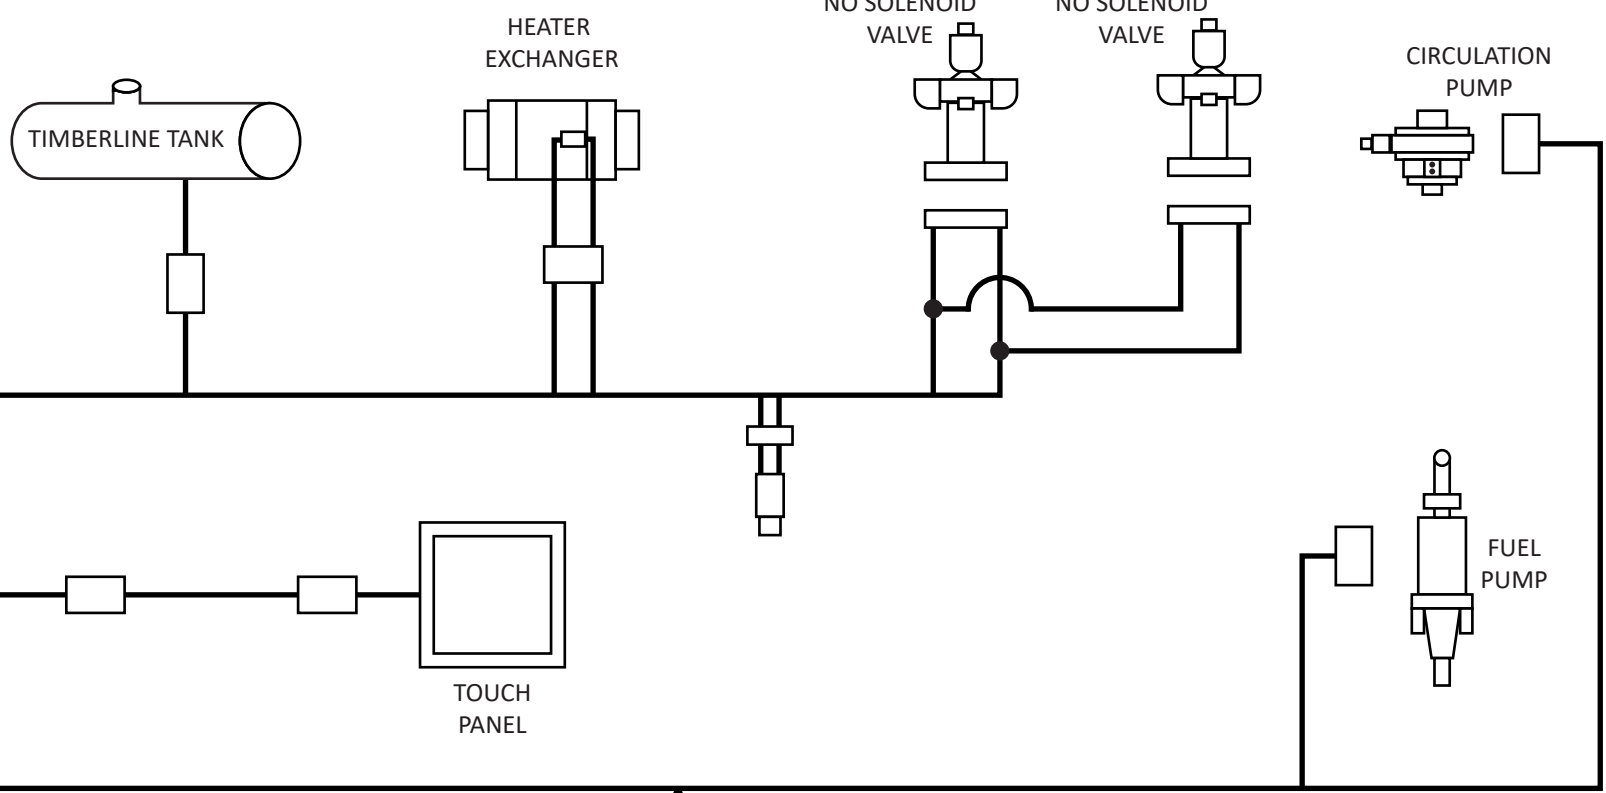 NO SOLENOID
VALVE
NO SOLENOID
VALVE
HEATER
EXCHANGER
CIRCULATION
PUMP
TIMBERLINE TANK
FUEL
PUMP
TOUCH
PANEL